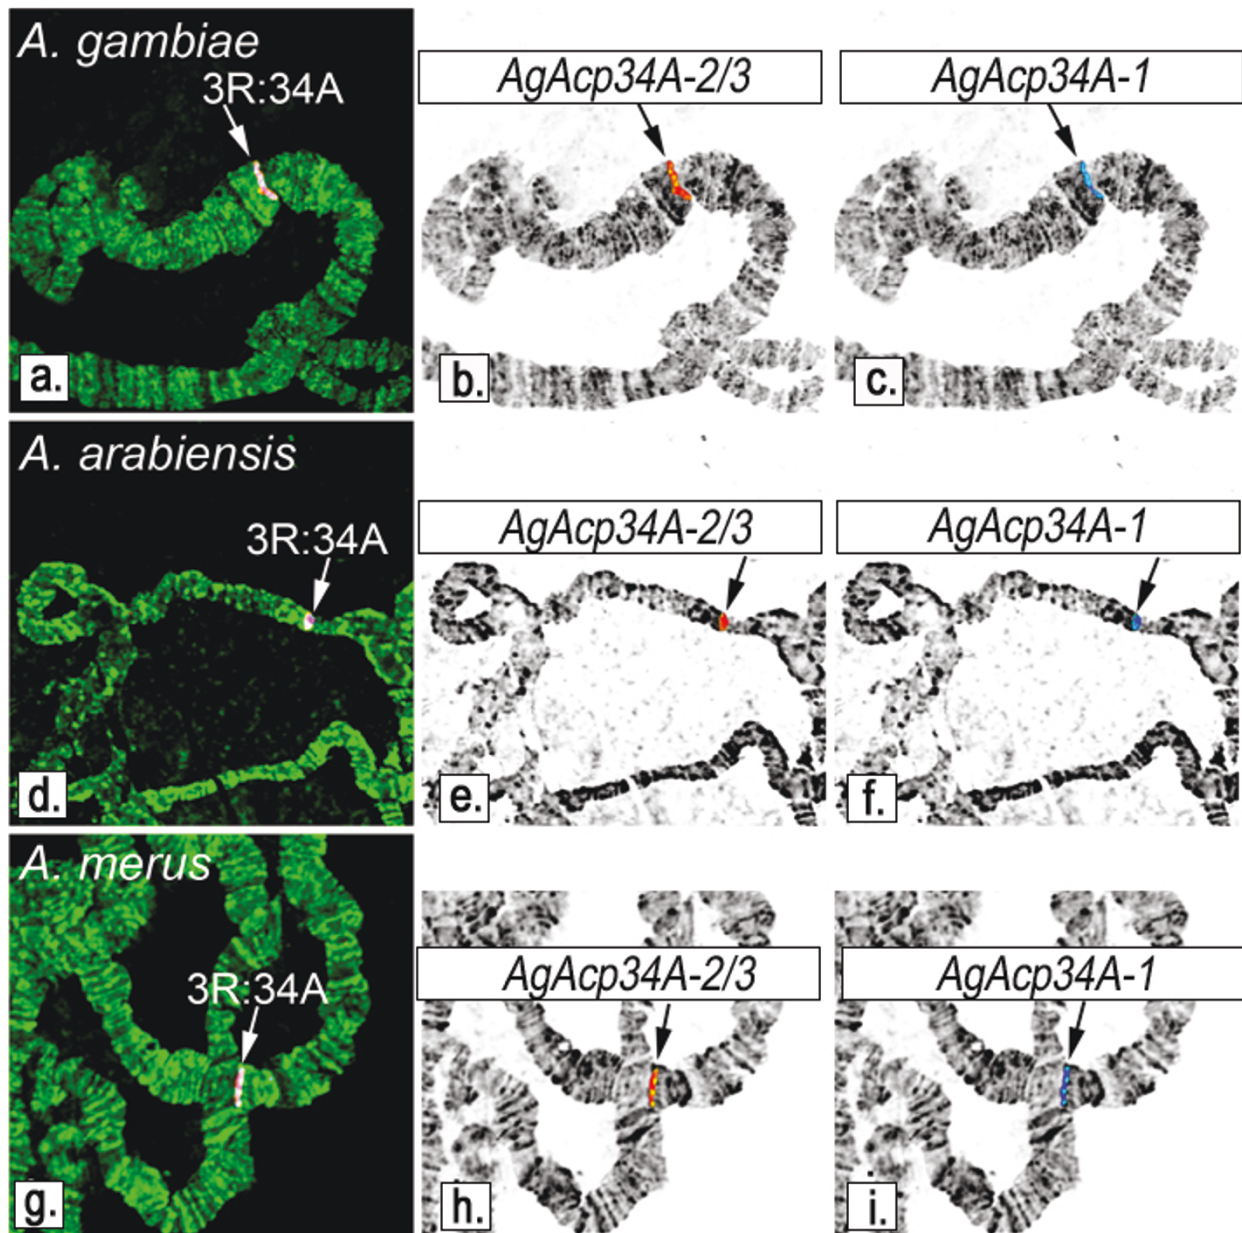 A. gambiae
3R:34A
AgAcp34A-2/3
AgAcp34A-1
a.
b.
c.
A. arabiensis
3R:34A
AgAcp34A-2/3
AgAcp34A-1
d.
e.
f.
A. merus
3R:34A
AgAcp34A-2/3
AgAcp34A-1
g.
h.
i.